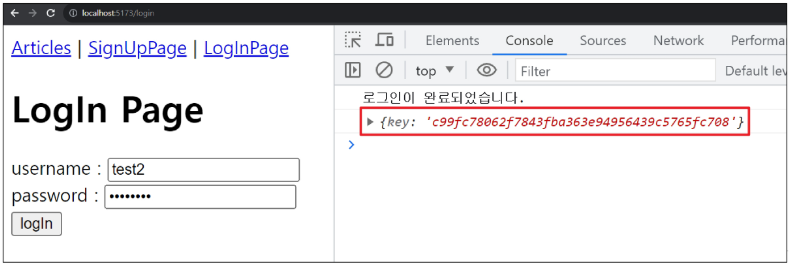 localhost:5173/login
Articles | SignUpPage | LogInPage
LogIn Page
username : test2
password : ••••••••
logIn
Elements Console Sources Network Performa
top ▼ Filter Default lev
로그인이 완료되었습니다.
▶ {key: 'c99fc78062f7843fba363e94956439c5765fc708'}
>